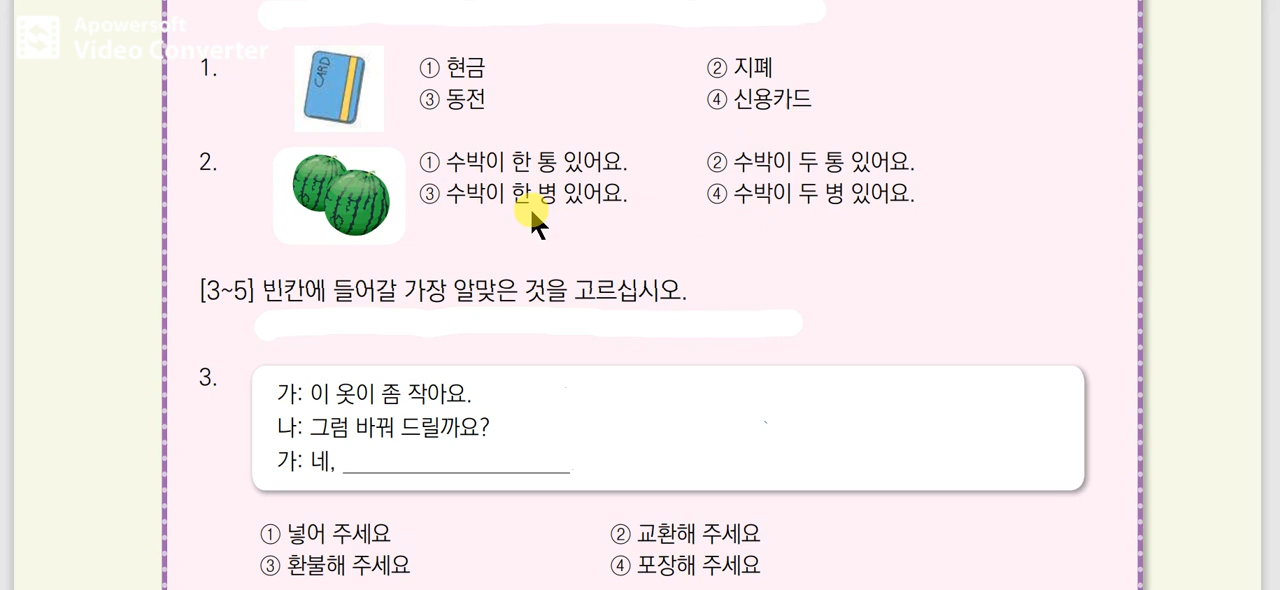 Apowersoft
Video Converter
1.
CARD
① 현금 ② 지폐
③ 동전 ④ 신용카드
2.
① 수박이 한 통 있어요. ② 수박이 두 통 있어요.
③ 수박이 한 병 있어요. ④ 수박이 두 병 있어요.
[3~5] 빈칸에 들어갈 가장 알맞은 것을 고르십시오.
3.
가: 이 옷이 좀 작아요.
나: 그럼 바꿔 드릴까요?
가: 네, ____________________
① 넣어 주세요 ② 교환해 주세요
③ 환불해 주세요 ④ 포장해 주세요